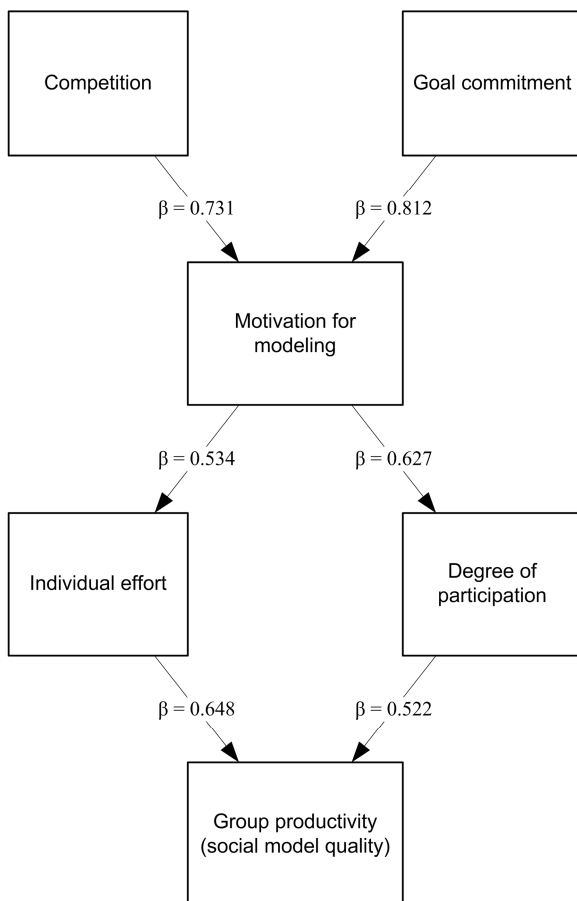 Competition
Goal commitment
β = 0.731
β = 0.812
Motivation for
modeling
β = 0.534
β = 0.627
Individual effort
Degree of
participation
β = 0.648
β = 0.522
Group productivity
(social model quality)